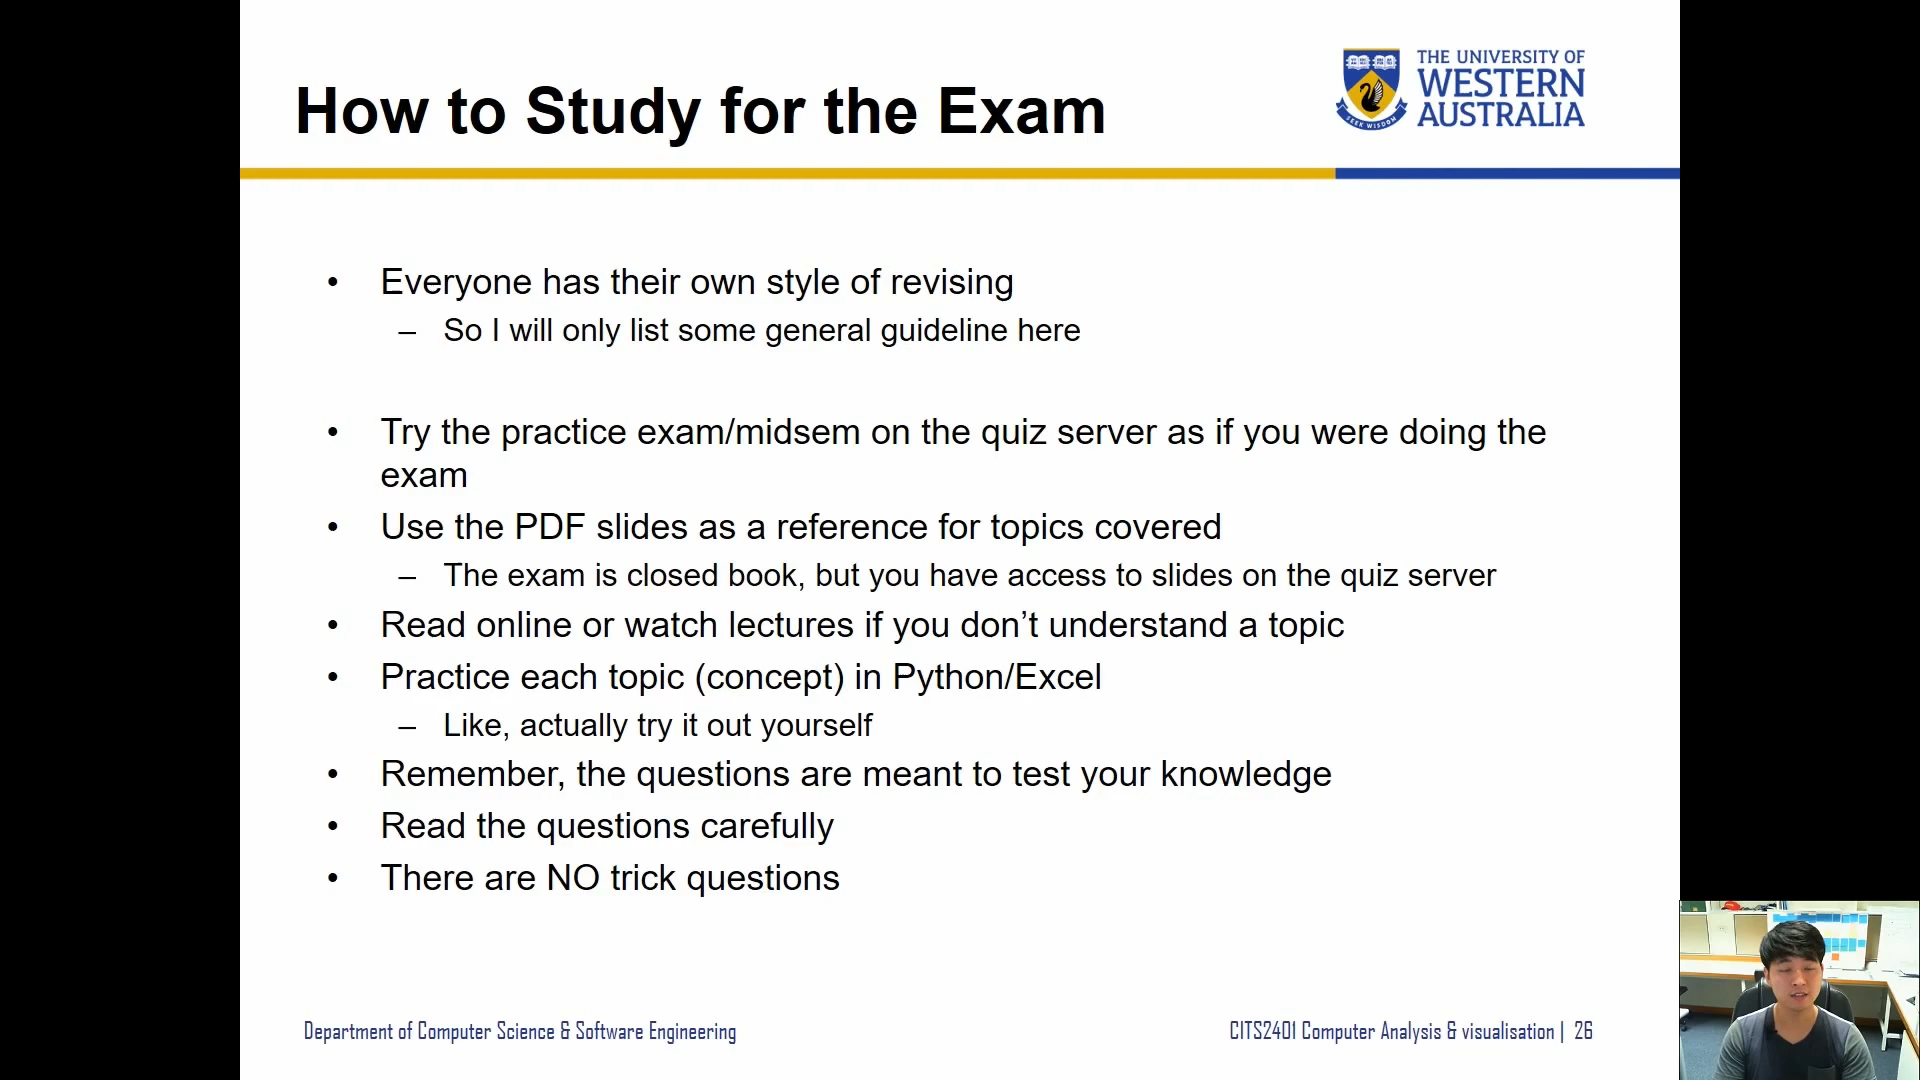 How to Study for the Exam
THE UNIVERSITY OF
WESTERN
AUSTRALIA
SEEK WISDOM
• Everyone has their own style of revising
– So I will only list some general guideline here
• Try the practice exam/midsem on the quiz server as if you were doing the
exam
• Use the PDF slides as a reference for topics covered
– The exam is closed book, but you have access to slides on the quiz server
• Read online or watch lectures if you don’t understand a topic
• Practice each topic (concept) in Python/Excel
– Like, actually try it out yourself
• Remember, the questions are meant to test your knowledge
• Read the questions carefully
• There are NO trick questions
Department of Computer Science & Software Engineering
CITS2401 Computer Analysis & visualisation | 26